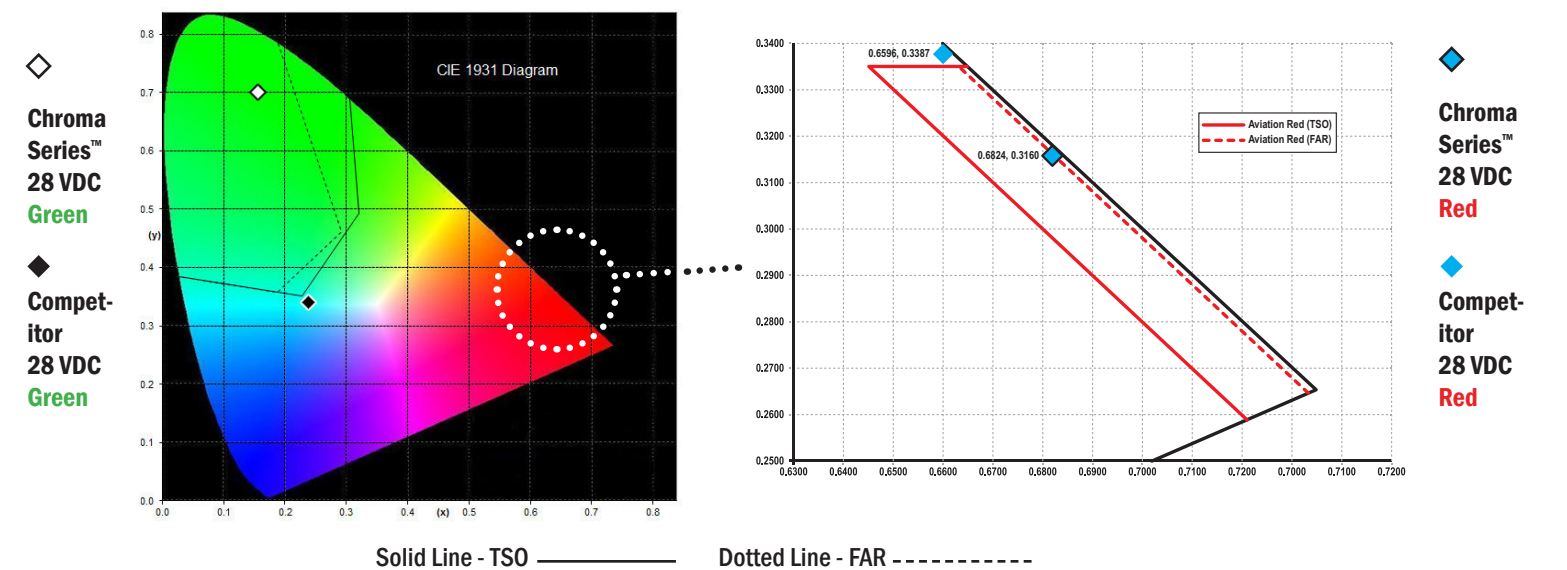 Chroma
Series™
28 VDC
Green
Compet-
itor
28 VDC
Green
0.8
0.7
0.6
0.5
(y)
0.4
0.3
0.2
0.1
0.0
0.0 0.1 0.2 0.3 0.4 (x) 0.5 0.6 0.7 0.8
CIE 1931 Diagram
0.3400
0.3300
0.3200
0.3100
0.3000
0.2900
0.2800
0.2700
0.2600
0.2500
0,6300 0.6400 0.6500 0.6600 0.6700 0.6800 0.6900 0.7000 0.7100 0.7200 0.7000 0.7100 0.7200
0.6596, 0.3387
0.6824, 0.3160
Aviation Red (TSO)
Aviation Red (FAR)
Chroma
Series™
28 VDC
Red
Compet-
itor
28 VDC
Red
Solid Line - TSO
Dotted Line - FAR